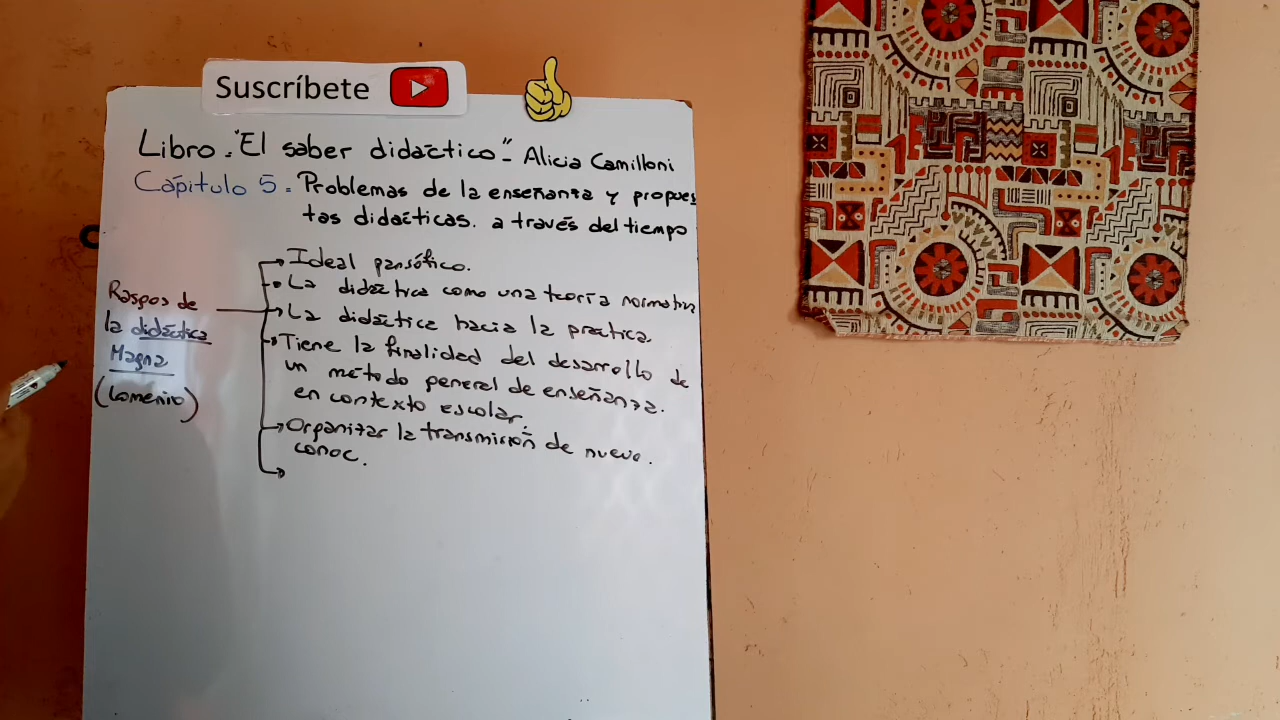 Suscríbete
Libro. "El saber didáctico" - Alicia Camilloni
Cápitulo 5. Problemas de la enseñanza y propues
tas didácticas. a través del tiempo
Raspos de
la didáctica
Magna
(Comenio)
Ideal pansófico.
La didáctica como una teoría normativa
La didáctica hacia la práctica.
Tiene la finalidad del desarrollo de
un método general de enseñanza.
en contexto escolar.
Organizar la transmisión de nuevo.
conoc.